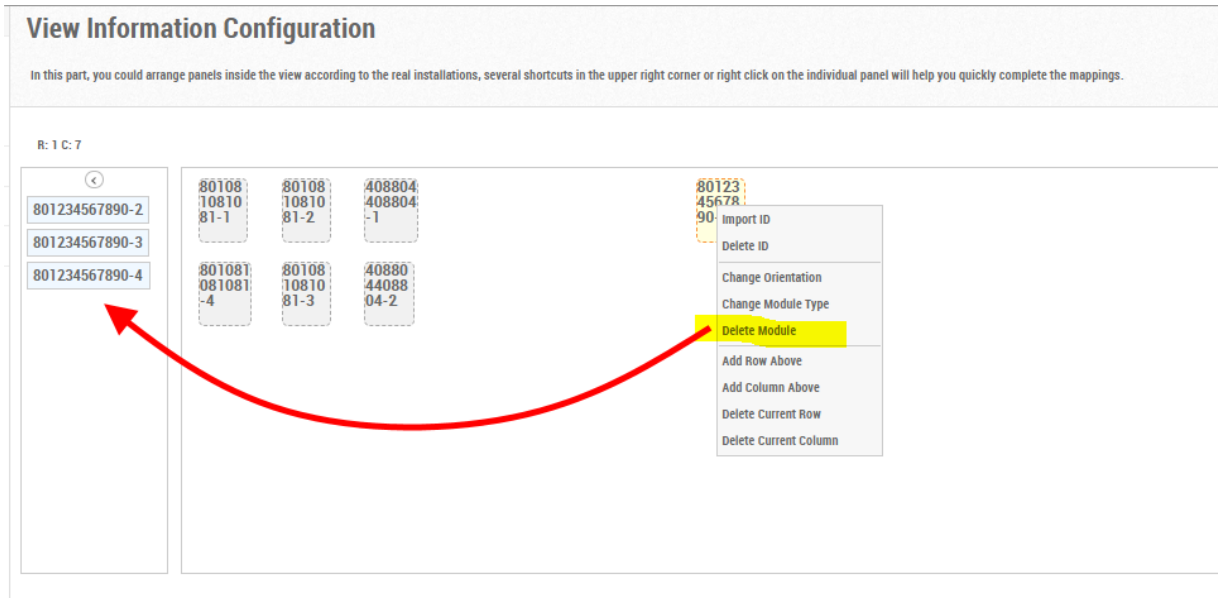 View Information Configuration
In this part, you could arrange panels inside the view according to the real installations, several shortcuts in the upper right corner or right click on the individual panel will help you quickly complete the mappings.
R: 1 C: 7
801234567890-2
801234567890-3
801234567890-4
80108
10810
81-1
80108
10810
81-2
408804
408804
-1
80123
45678
90-
801081
081081
-4
80108
10810
81-3
40880
44088
04-2
Import ID
Delete ID
Change Orientation
Change Module Type
Delete Module
Add Row Above
Add Column Above
Delete Current Row
Delete Current Column